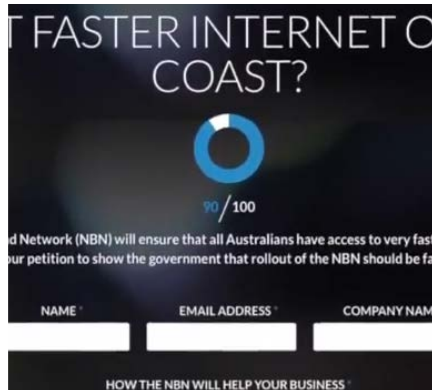 T FASTER INTERNET O
COAST?
90/100
d Network (NBN) will ensure that all Australians have access to very fast
our petition to show the government that rollout of the NBN should be fa
NAME *
EMAIL ADDRESS *
COMPANY NAM
HOW THE NBN WILL HELP YOUR BUSINESS *